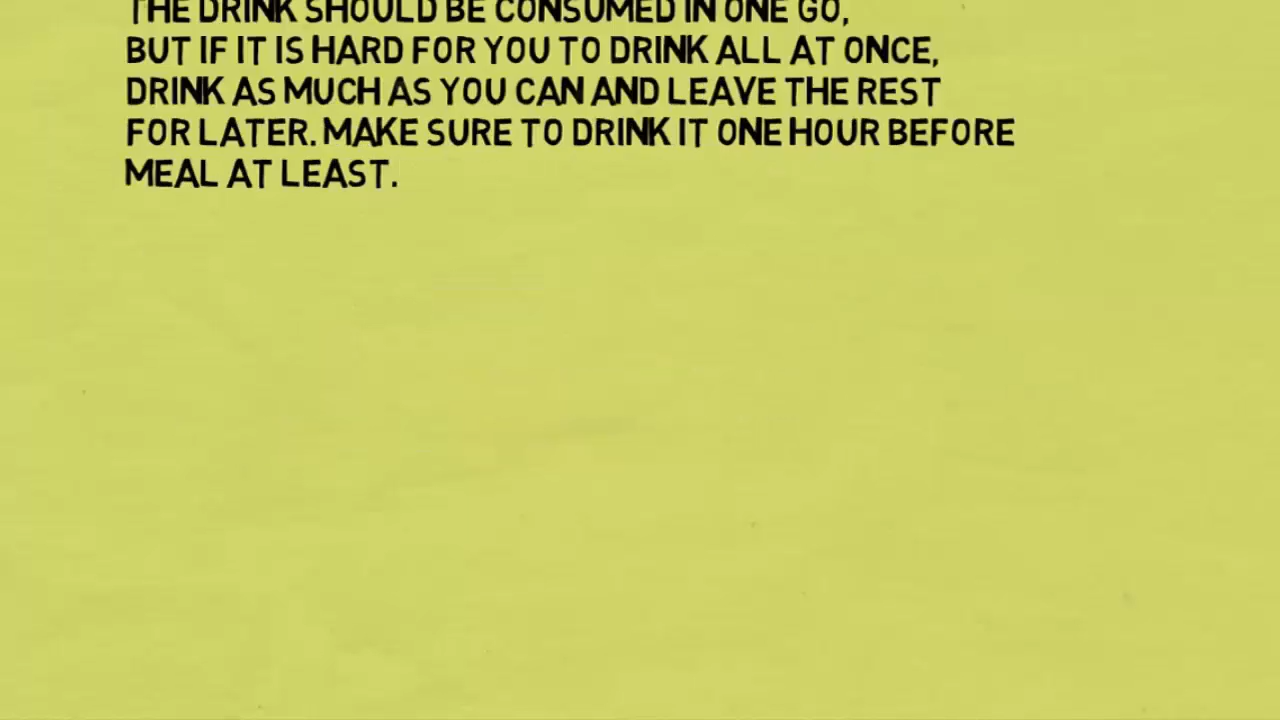 THE DRINK SHOULD BE CONSUMED IN ONE GO,
BUT IF IT IS HARD FOR YOU TO DRINK ALL AT ONCE,
DRINK AS MUCH AS YOU CAN AND LEAVE THE REST
FOR LATER. MAKE SURE TO DRINK IT ONE HOUR BEFORE
MEAL AT LEAST.